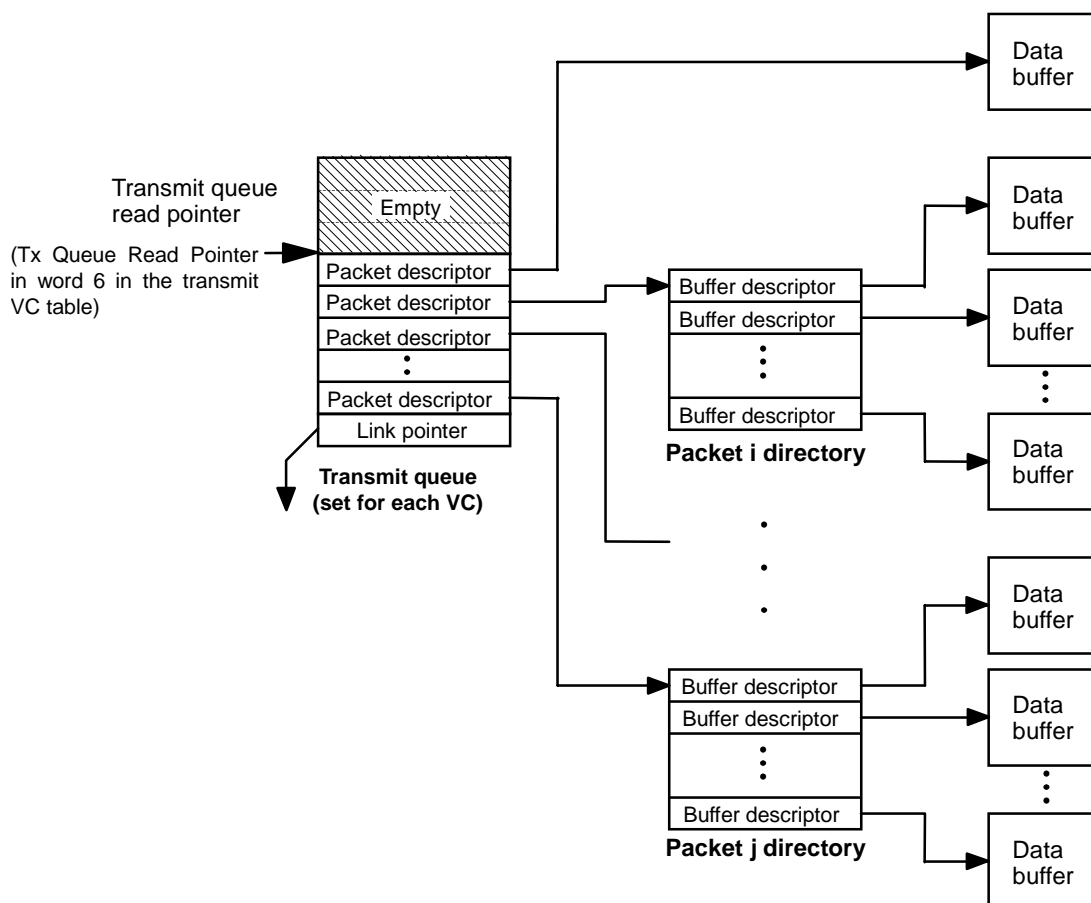 Data
buffer
Transmit queue
read pointer
(Tx Queue Read Pointer
in word 6 in the transmit
VC table)
Empty
Packet descriptor
Packet descriptor
Packet descriptor
Packet descriptor
Link pointer
Transmit queue
(set for each VC)
Buffer descriptor
Buffer descriptor
Buffer descriptor
Packet i directory
Data
buffer
Data
buffer
Data
buffer
Buffer descriptor
Buffer descriptor
Buffer descriptor
Packet j directory
Data
buffer
Data
buffer
Data
buffer